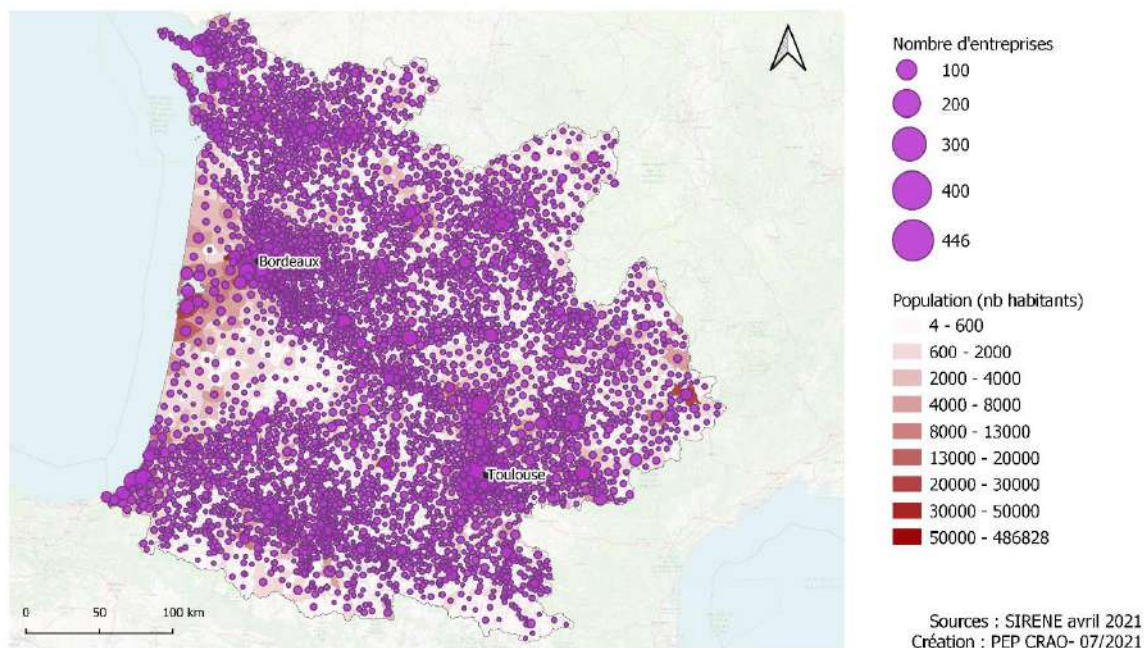 Bordeaux
Toulouse
0 50 100 km
Nombre d'entreprises
100
200
300
400
446
Population (nb habitants)
4 - 600
600 - 2000
2000 - 4000
4000 - 8000
8000 - 13000
13000 - 20000
20000 - 30000
30000 - 50000
50000 - 486828
Sources : SIRENE avril 2021
Création : PEP CRAO- 07/2021